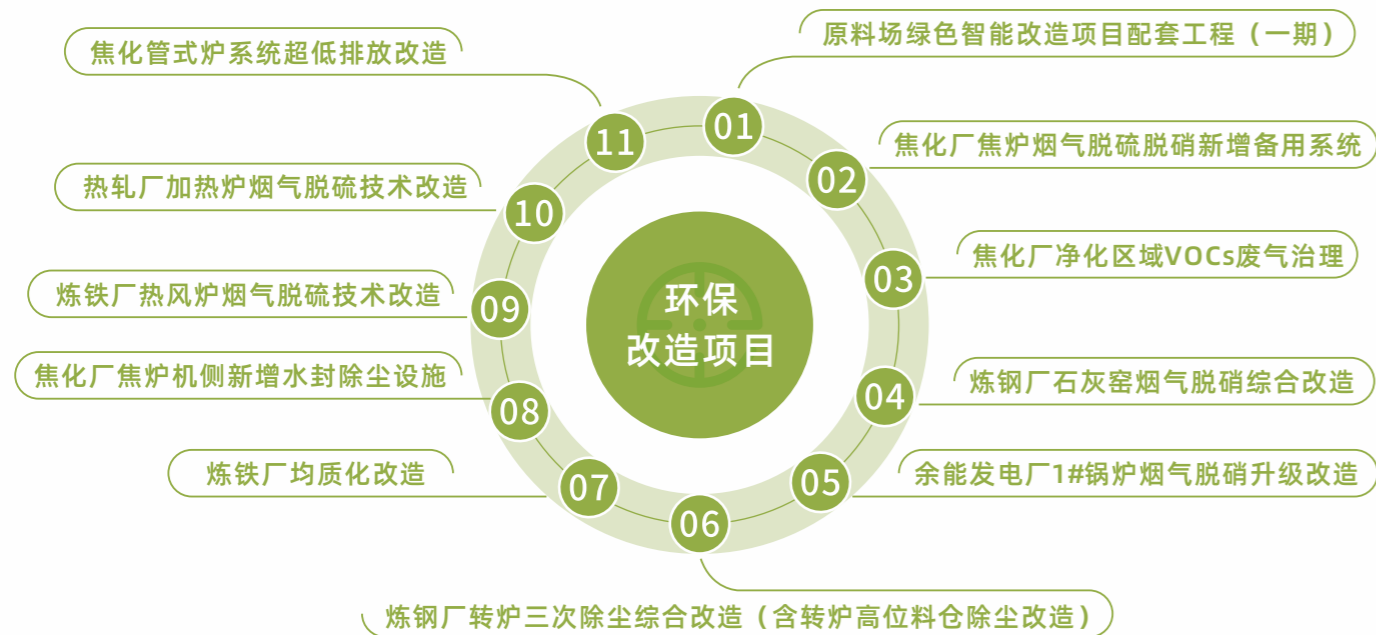 环保
改造项目
01
原料场绿色智能改造项目配套工程（一期）
02
焦化厂焦炉烟气脱硫脱硝新增备用系统
03
焦化厂净化区域VOCs废气治理
04
炼钢厂石灰窑烟气脱硝综合改造
05
余能发电厂1#锅炉烟气脱硝升级改造
06
炼钢厂转炉三次除尘综合改造（含转炉高位料仓除尘改造）
07
炼铁厂均质化改造
08
焦化厂焦炉机侧新增水封除尘设施
09
炼铁厂热风炉烟气脱硫技术改造
10
热轧厂加热炉烟气脱硫技术改造
11
焦化管式炉系统超低排放改造